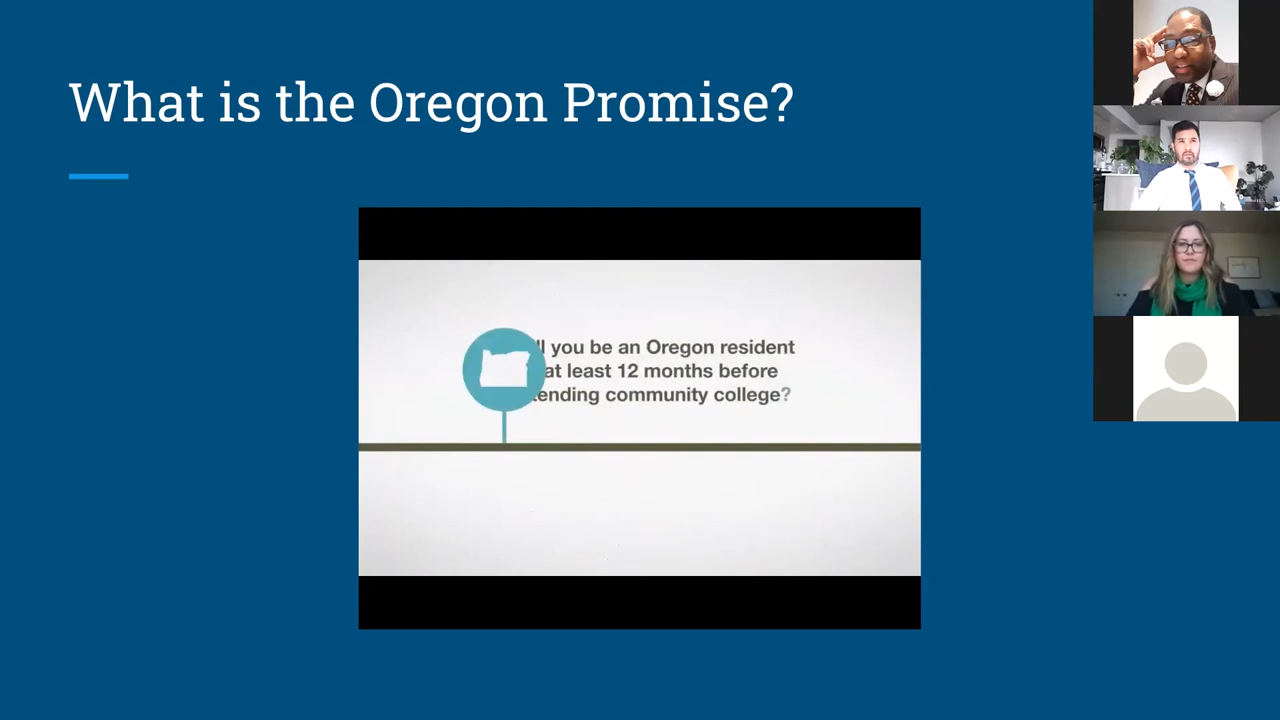 What is the Oregon Promise?
you be an Oregon resident
at least 12 months before
community college?